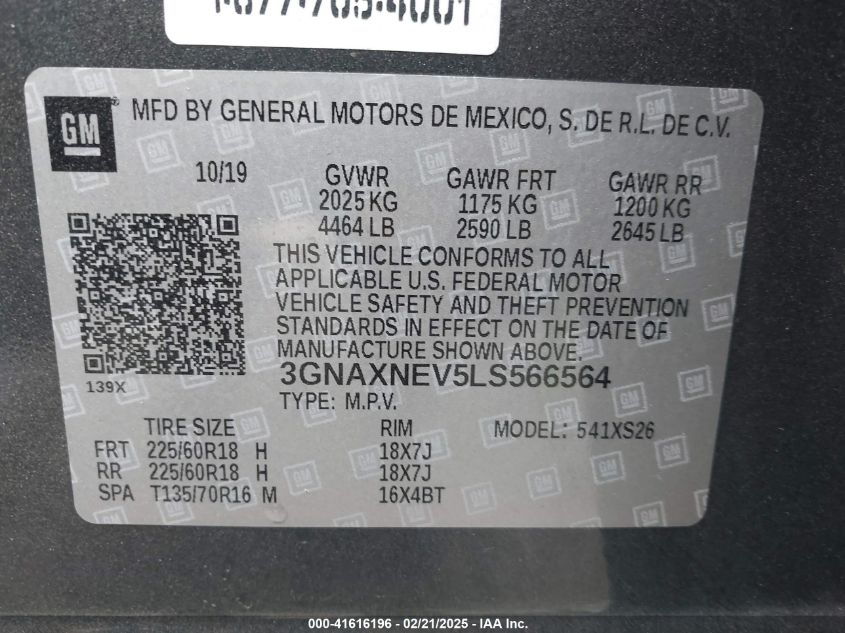 GM
MFD BY GENERAL MOTORS DE MEXICO, S. DE R.L. DE C.V.
10/19 GVWR GAWR FRT GAWR RR
2025 KG 1175 KG 1200 KG
4464 LB 2590 LB 2645 LB
THIS VEHICLE CONFORMS TO ALL
APPLICABLE U.S. FEDERAL MOTOR
VEHICLE SAFETY AND THEFT PREVENTION
STANDARDS IN EFFECT ON THE DATE OF
MANUFACTURE SHOWN ABOVE.
139X 3GNAXNEV5LS566564
TYPE: M.P.V.
TIRE SIZE RIM MODEL: 541XS26
FRT 225/60R18 H 18X7J
RR 225/60R18 H 18X7J
SPA T135/70R16 M 16X4BT
000-41616196 - 02/21/2025 - IAA Inc.